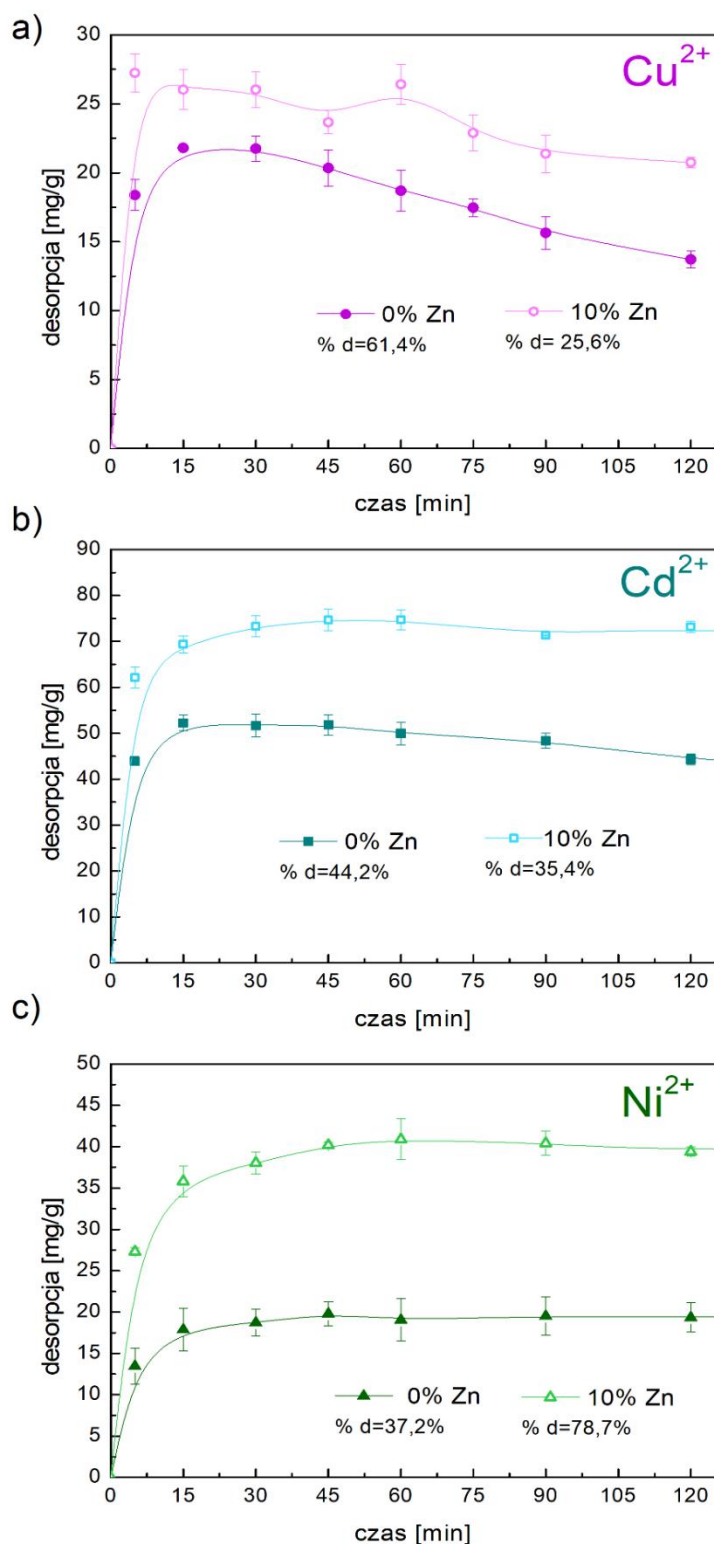 a)
Cu2+
30
25
20
15
10
5
0
desorpcja [mg/g]
0% Zn
10% Zn
% d=61,4%
% d= 25,6%
0 15 30 45 60 75 90 105 120
czas [min]
b)
Cd2+
90
80
70
60
50
40
30
20
10
0
desorpcja [mg/g]
0% Zn
10% Zn
% d=44,2%
% d=35,4%
0 15 30 45 60 75 90 105 120
czas [min]
c)
Ni2+
50
45
40
35
30
25
20
15
10
5
0
desorpcja [mg/g]
0% Zn
10% Zn
% d=37,2%
% d=78,7%
0 15 30 45 60 75 90 105 120
czas [min]